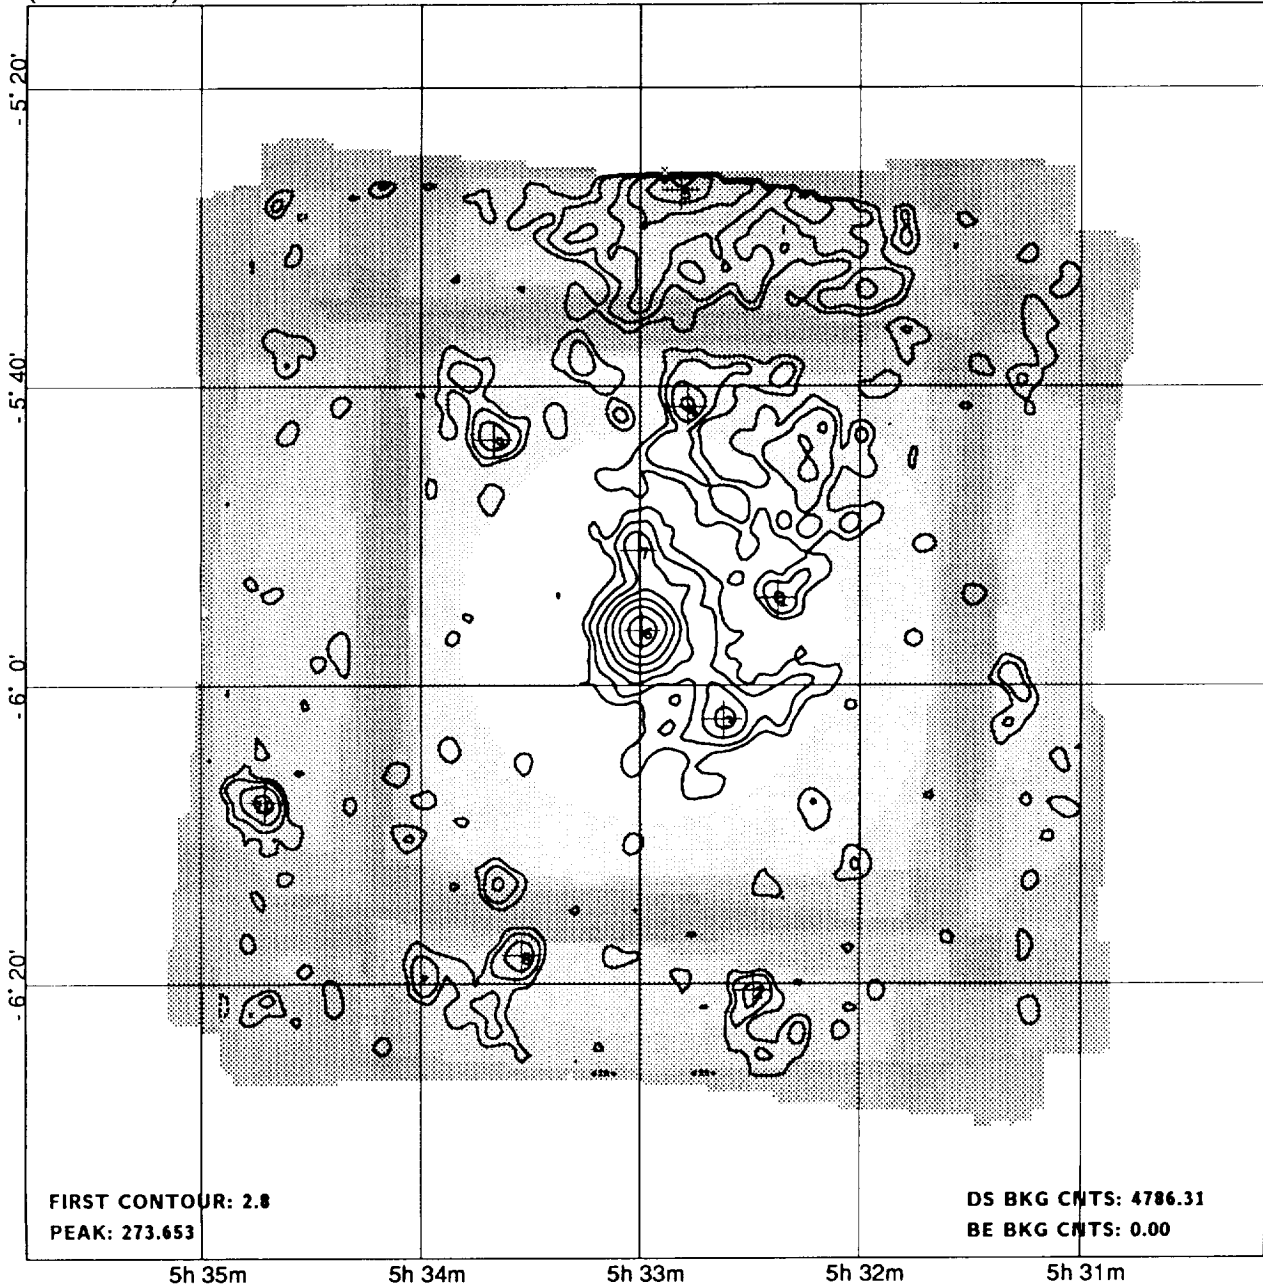 -5° 20'
-5° 40'
-6° 0'
-6° 20'
FIRST CONTOUR: 2.8
PEAK: 273.653
DS BKG CNTS: 4786.31
BE BKG CNTS: 0.00
5h 35m
5h 34m
5h 33m
5h 32m
5h 31m